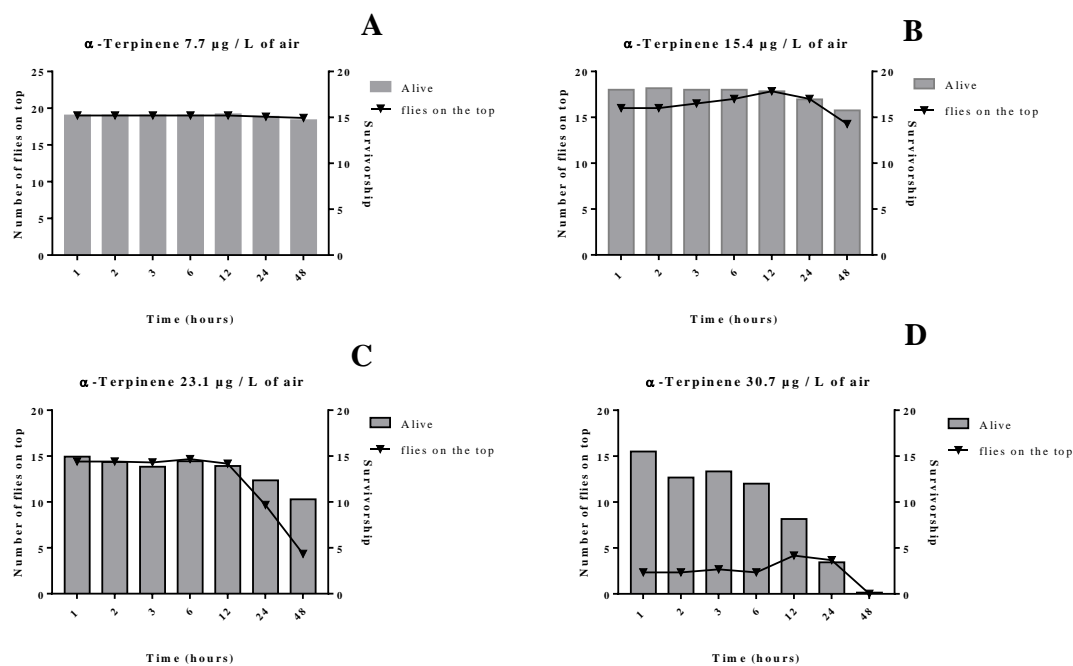 A
α-Terpinene 7.7 µg / L of air
Number of flies on top
25
20
15
10
5
0
20
15
10
5
0
Survivorship
1 2 3 6 12 24 48
Time (hours)
Alive
flies on the top
B
α-Terpinene 15.4 µg / L of air
Number of flies on top
20
15
10
5
0
20
15
10
5
0
Survivorship
1 2 3 6 12 24 48
Time (hours)
Alive
flies on the top
C
α-Terpinene 23.1 µg / L of air
Number of flies on top
20
15
10
5
0
20
15
10
5
0
Survivorship
1 2 3 6 12 24 48
Time (hours)
Alive
flies on the top
D
α-Terpinene 30.7 µg / L of air
Number of flies on top
20
15
10
5
0
20
15
10
5
0
Survivorship
1 2 3 6 12 24 48
Time (hours)
Alive
flies on the top